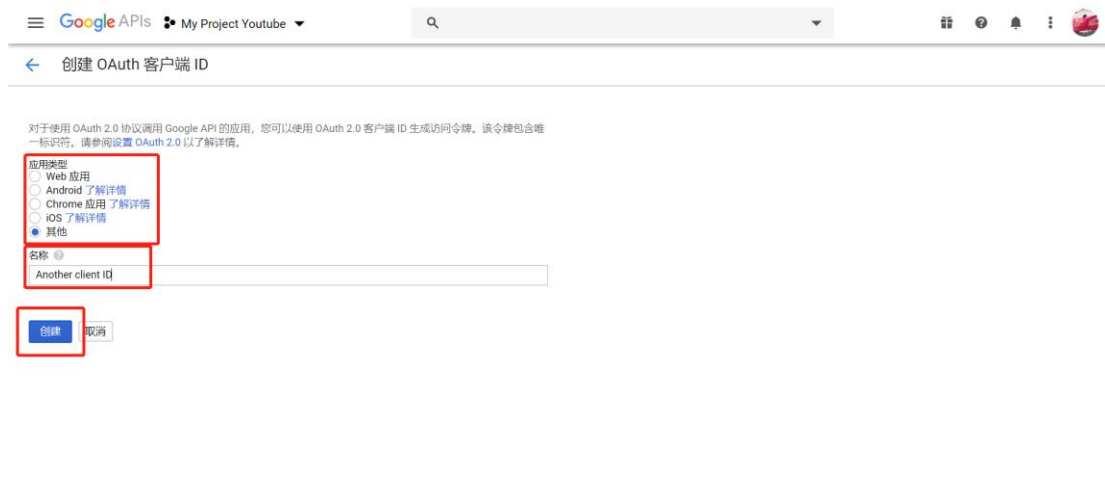 Google APIs My Project Youtube
创建 OAuth 客户端 ID
对于使用 OAuth 2.0 协议调用 Google API 的应用，您可以使用 OAuth 2.0 客户端 ID 生成访问令牌。该令牌包含唯
一标识符。请参阅设置 OAuth 2.0 以了解详情。
应用类型
Web 应用
Android 了解详情
Chrome 应用 了解详情
iOS 了解详情
其他
名称
Another client ID
创建 取消